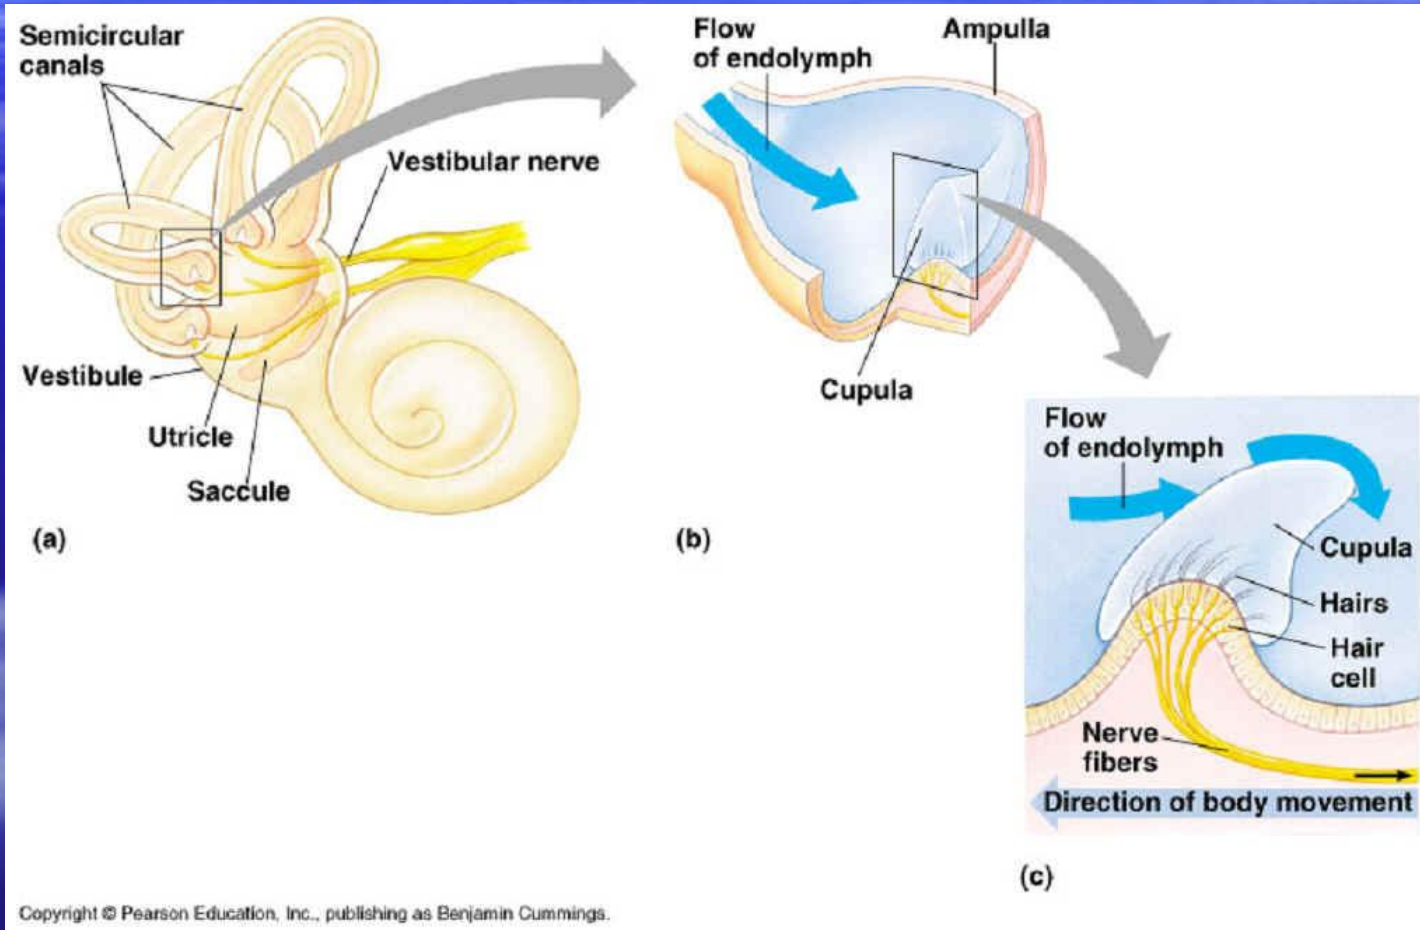 Semicircular
canals
Vestibular nerve
Vestibule
Utricle
Saccule
(a)
Flow
of endolymph
Ampulla
Cupula
(b)
Flow
of endolymph
Cupula
Hairs
Hair
cell
Nerve
fibers
Direction of body movement
(c)
Copyright © Pearson Education, Inc., publishing as Benjamin Cummings.